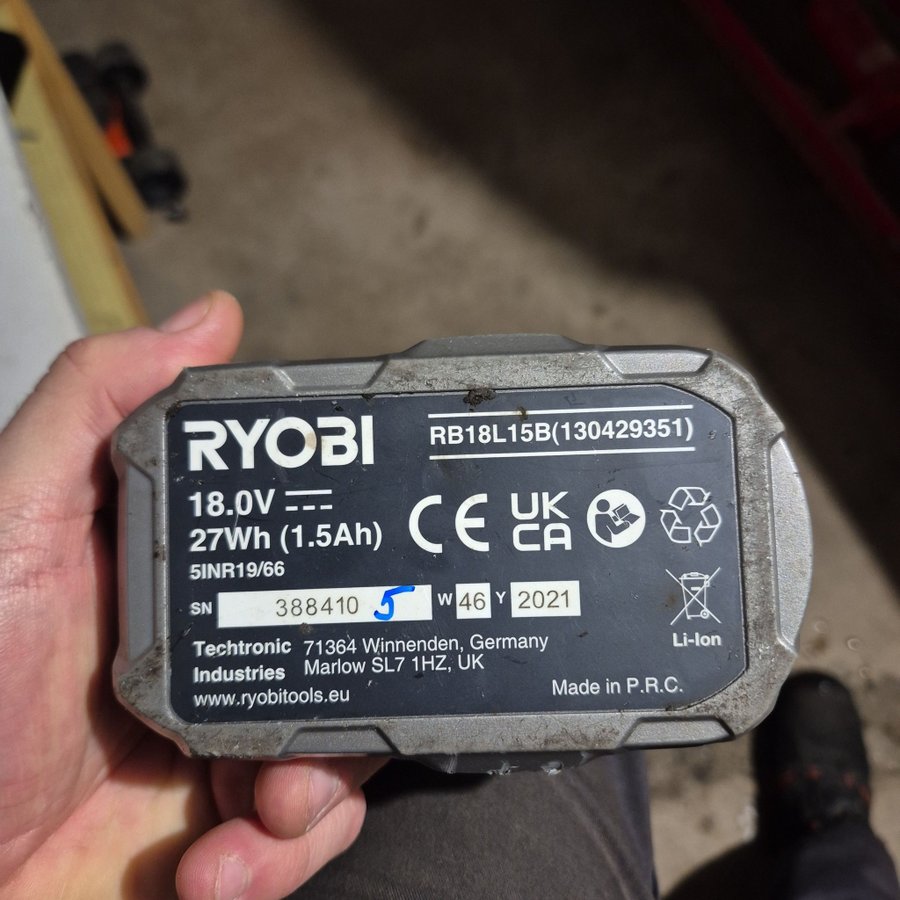 RYOBI
RB18L15B(130429351)
18.0V
27Wh (1.5Ah)
5INR19/66
CE
UK
CA
SN 388410 5 W 46 Y 2021
Li-Ion
Techtronic 71364 Winnenden, Germany
Industries Marlow SL7 1HZ, UK
www.ryobitools.eu
Made in P.R.C.